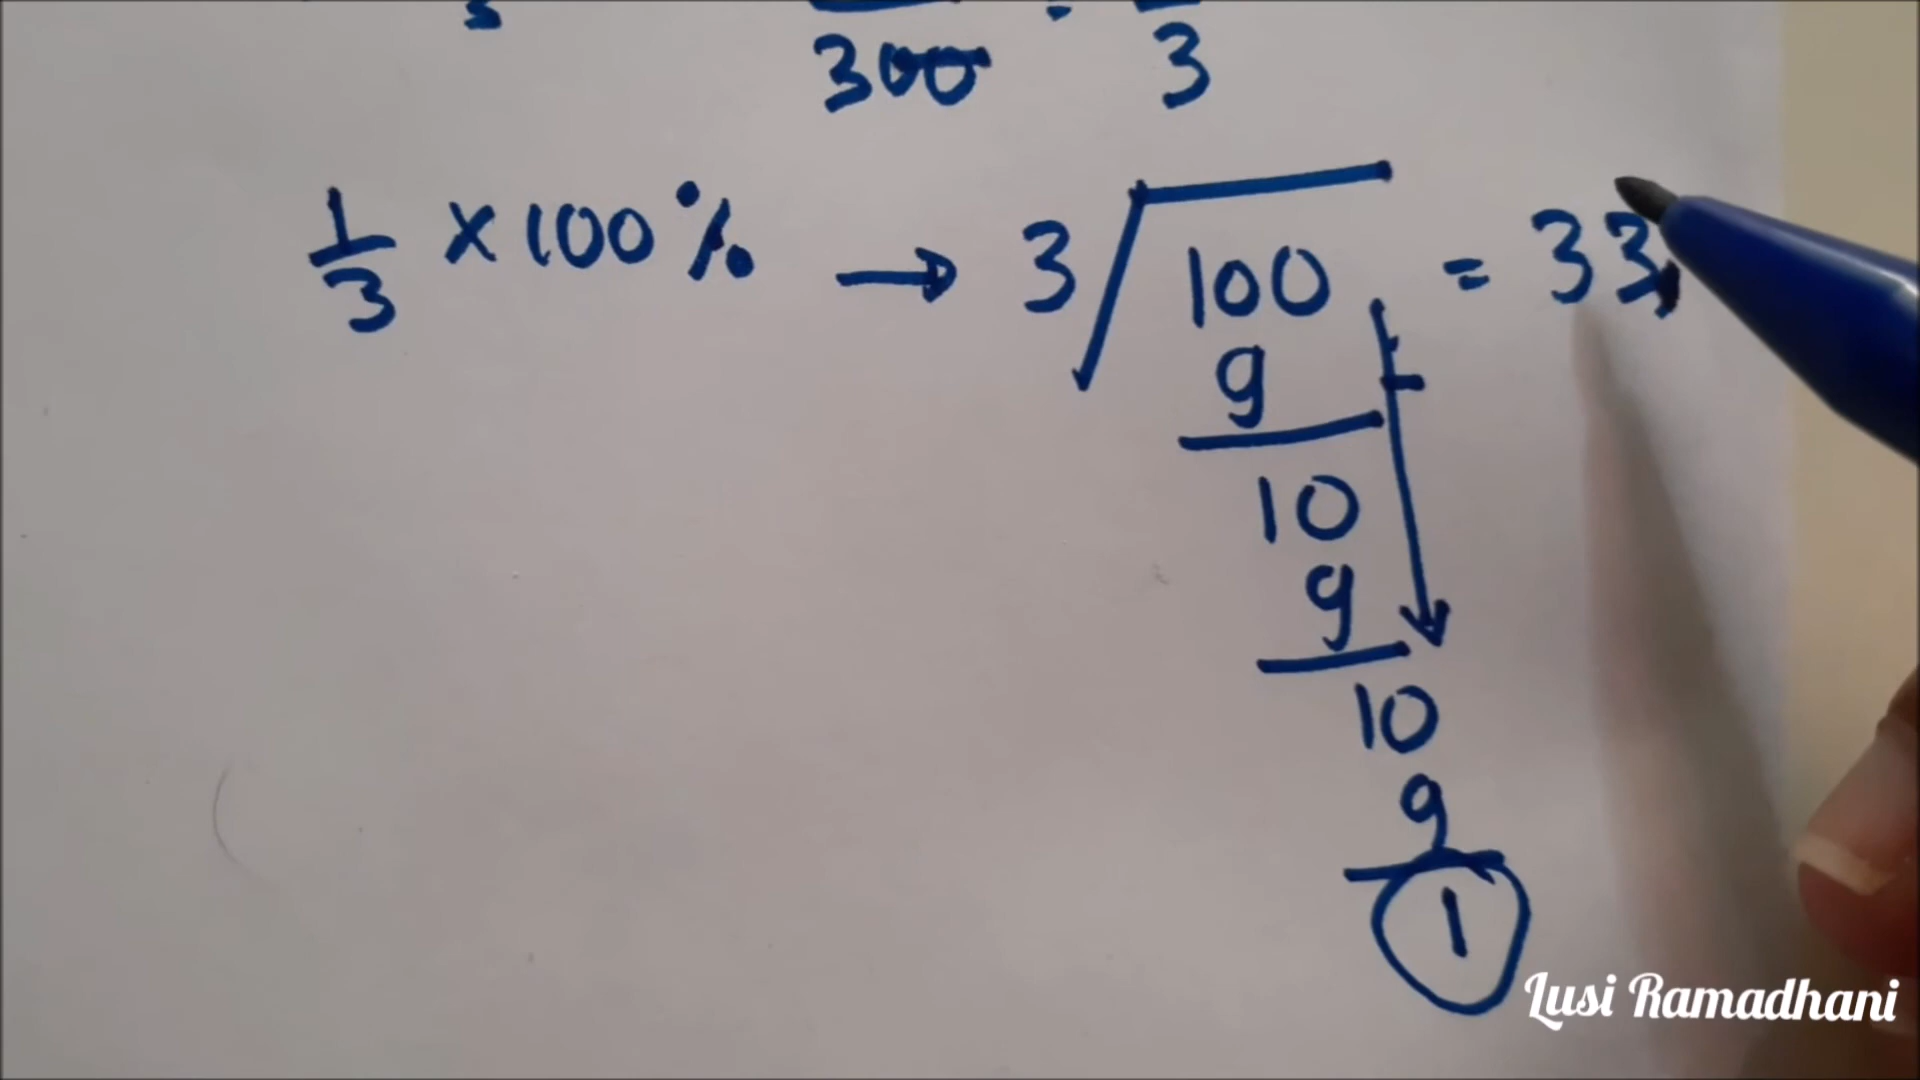 300 = 3
1/3 × 100 % → 3 √100 = 33,
9
10
9
10
9
1
Lusi Ramadhani